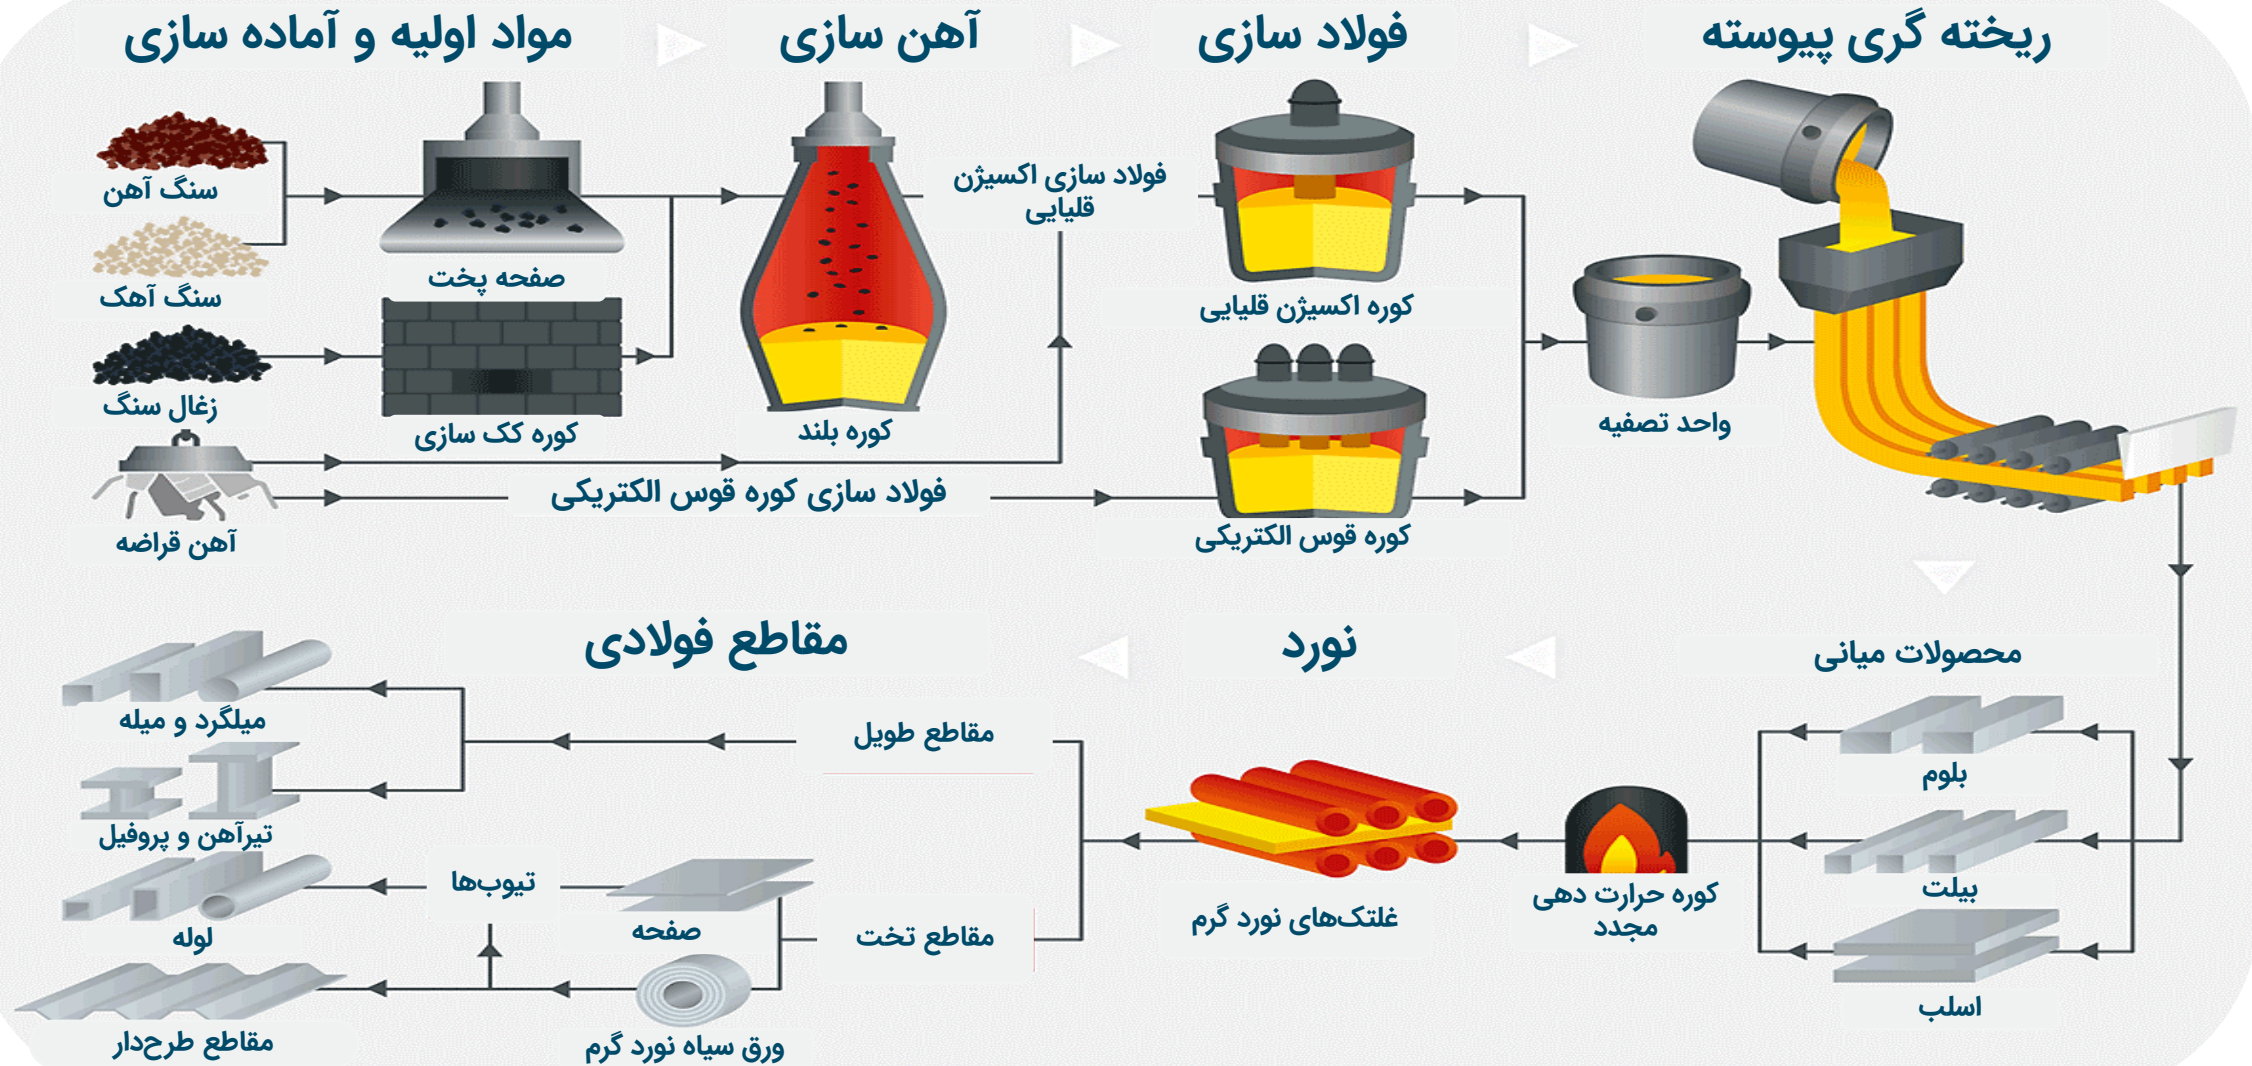 مواد اولیه و آماده سازی
آهن سازی
فولاد سازی
ریخته گری پیوسته
سنگ آهن
سنگ آهک
زغال سنگ
آهن قراضه
صفحه پخت
کوره کک سازی
کوره بلند
فولاد سازی اکسیژن
قلیایی
فولاد سازی کوره قوس الکتریکی
کوره اکسیژن قلیایی
کوره قوس الکتریکی
واحد تصفیه
محصولات میانی
بلوم
بیلت
اسلب
کوره حرارت دهی
مجدد
نورد
غلتک‌های نورد گرم
مقاطع فولادی
مقاطع طویل
مقاطع تخت
میلگرد و میله
تیرآهن و پروفیل
تیوب‌ها
صفحه
لوله
ورق سیاه نورد گرم
مقاطع طرح‌دار